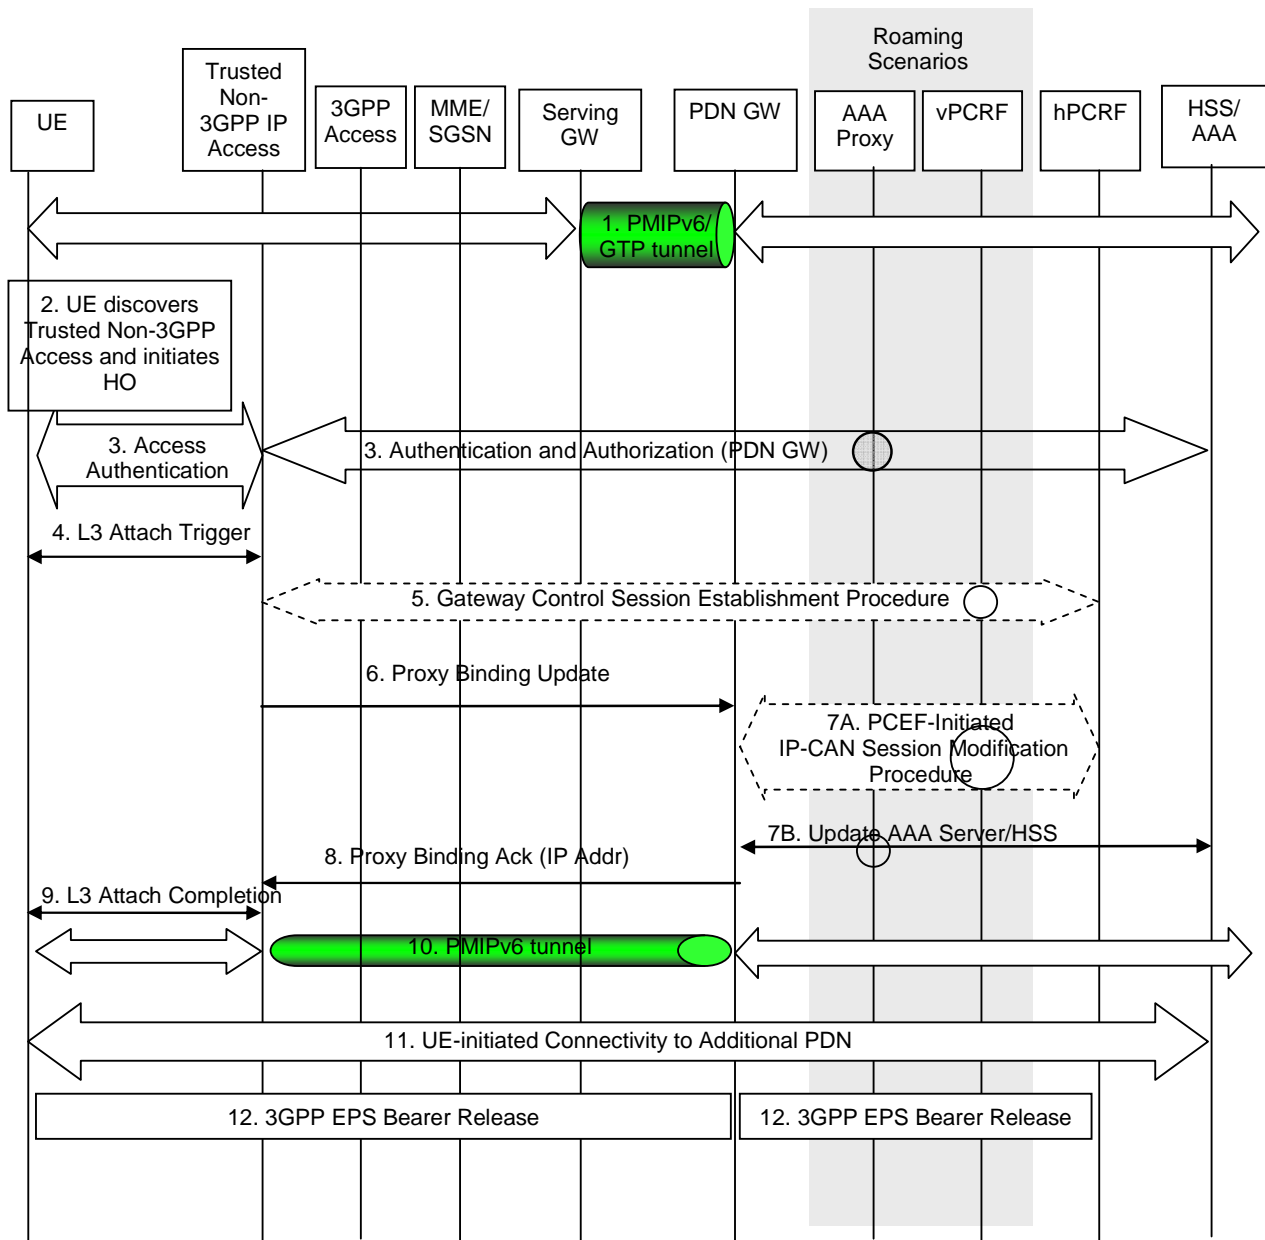 Roaming
Scenarios
UE
Trusted
Non-
3GPP IP
Access
3GPP
Access
MME/
SGSN
Serving
GW
PDN GW
AAA
Proxy
vPCRF
hPCRF
HSS/
AAA
1. PMIPv6/
GTP tunnel
2. UE discovers
Trusted Non-3GPP
Access and initiates
HO
3. Access
Authentication
3. Authentication and Authorization (PDN GW)
4. L3 Attach Trigger
5. Gateway Control Session Establishment Procedure
6. Proxy Binding Update
7A. PCEF-Initiated
IP-CAN Session Modification
Procedure
7B. Update AAA Server/HSS
8. Proxy Binding Ack (IP Addr)
9. L3 Attach Completion
10. PMIPv6 tunnel
11. UE-initiated Connectivity to Additional PDN
12. 3GPP EPS Bearer Release
12. 3GPP EPS Bearer Release